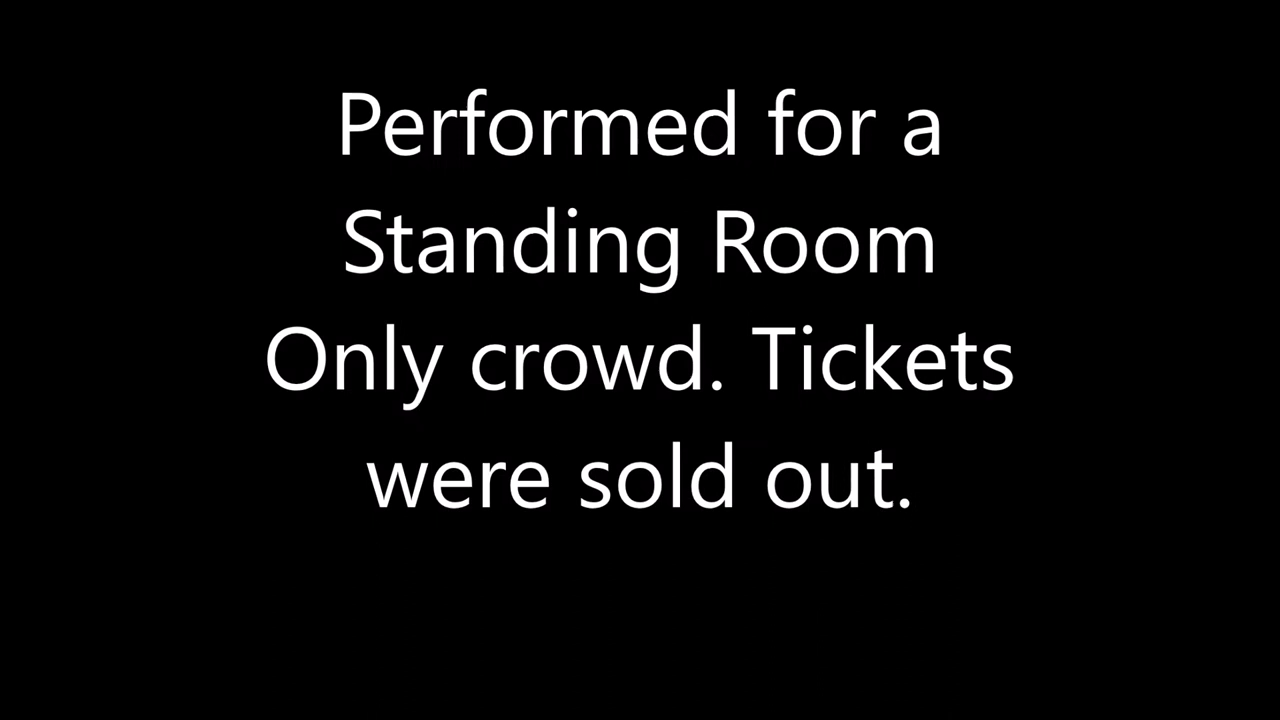 Performed for a
Standing Room
Only crowd. Tickets
were sold out.